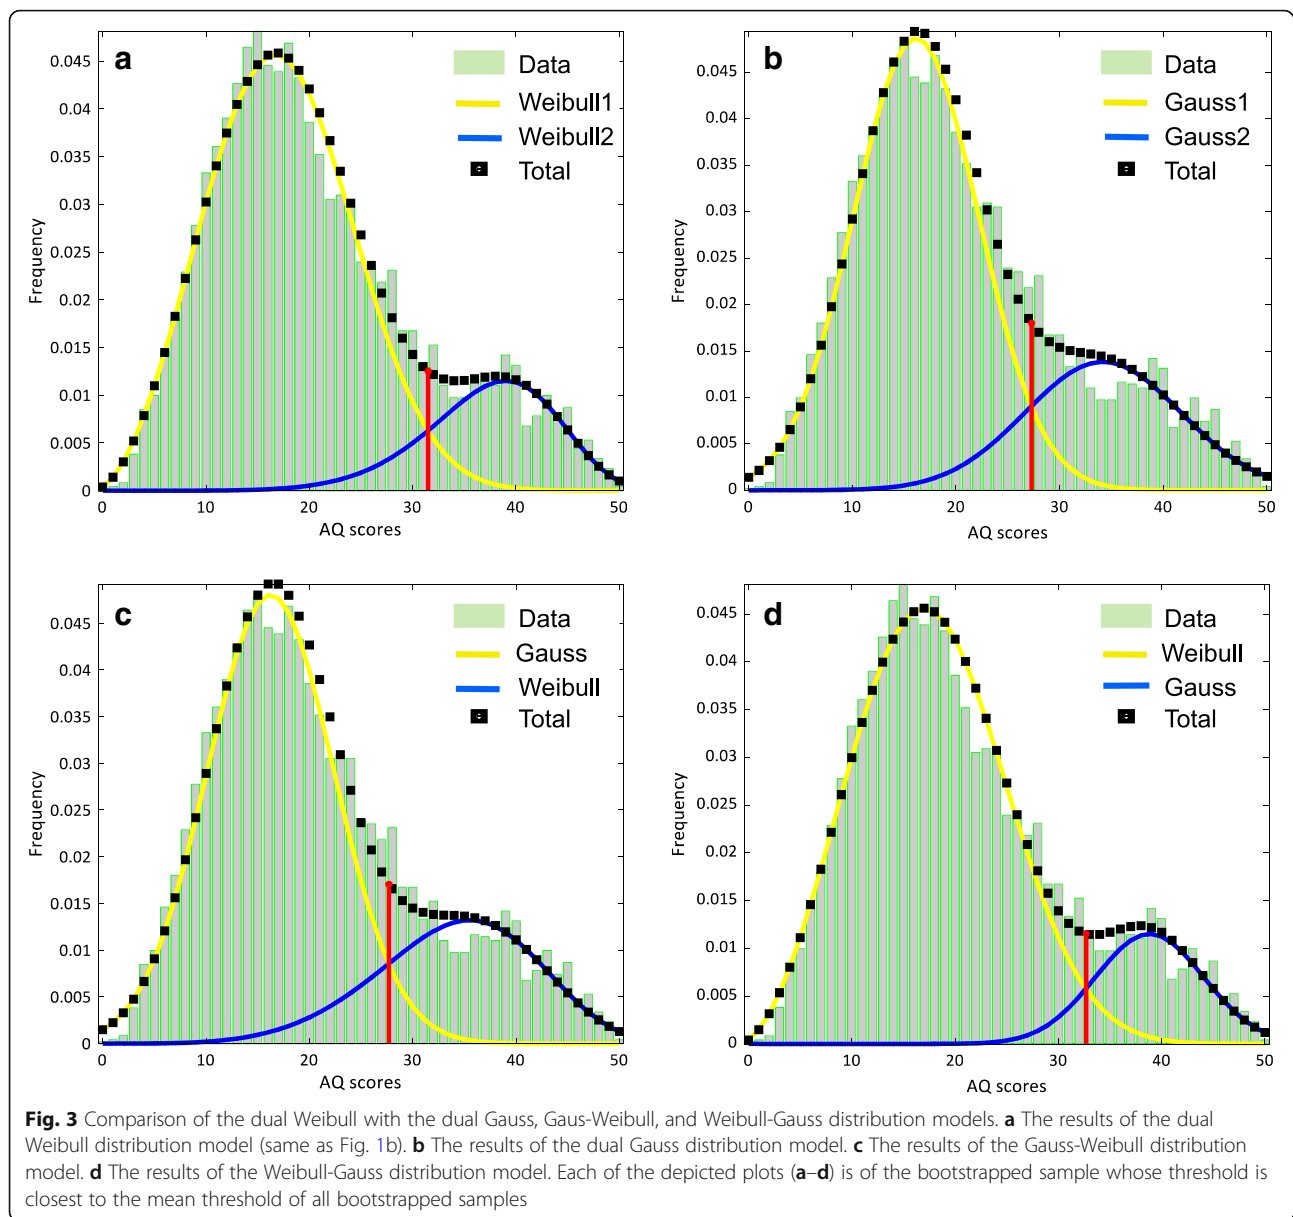 a
Data
Weibull1
Weibull2
Total
0.045
0.04
0.035
0.03
0.025
0.02
0.015
0.01
0.005
0
Frequency
0 10 20 30 40 50
AQ scores
b
Data
Gauss1
Gauss2
Total
0.045
0.04
0.035
0.03
0.025
0.02
0.015
0.01
0.005
0
Frequency
0 10 20 30 40 50
AQ scores
c
Data
Gauss
Weibull
Total
0.045
0.04
0.035
0.03
0.025
0.02
0.015
0.01
0.005
0
Frequency
0 10 20 30 40 50
AQ scores
d
Data
Weibull
Gauss
Total
0.045
0.04
0.035
0.03
0.025
0.02
0.015
0.01
0.005
0
Frequency
0 10 20 30 40 50
AQ scores
Fig. 3 Comparison of the dual Weibull with the dual Gauss, Gaus-Weibull, and Weibull-Gauss distribution models. a The results of the dual
Weibull distribution model (same as Fig. 1b). b The results of the dual Gauss distribution model. c The results of the Gauss-Weibull distribution
model. d The results of the Weibull-Gauss distribution model. Each of the depicted plots (a–d) is of the bootstrapped sample whose threshold is
closest to the mean threshold of all bootstrapped samples